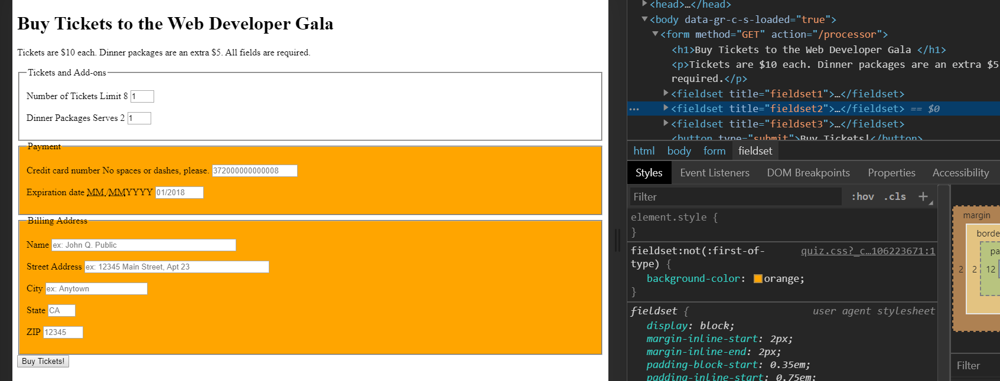 Buy Tickets to the Web Developer Gala
Tickets are $10 each. Dinner packages are an extra $5. All fields are required.
Tickets and Add-ons
Number of Tickets Limit 8 1
Dinner Packages Serves 2 1
Payment
Credit card number No spaces or dashes, please. 372000000000008
Expiration date MM /MMYYYY 01/2018
Billing Address
Name ex: John Q. Public
Street Address ex: 12345 Main Street, Apt 23
City ex: Anytown
State CA
ZIP 12345
Buy Tickets!
<head>…</head>
<body data-gr-c-s-loaded="true">
<form method="GET" action="/processor">
<h1>Buy Tickets to the Web Developer Gala </h1>
<p>Tickets are $10 each. Dinner packages are an extra $5
required.</p>
<fieldset title="fieldset1">…</fieldset>
… <fieldset title="fieldset2">…</fieldset> == $0
<fieldset title="fieldset3">…</fieldset>
<button type="submit">Buy Tickets!</button>
html body form fieldset
Styles Event Listeners DOM Breakpoints Properties Accessibility
Filter :hov .cls +
element.style {
}
fieldset:not(:first-of- quiz.css?_c…106223671:1
type) {
background-color: orange;
}
fieldset { user agent stylesheet
display: block;
margin-inline-start: 2px;
margin-inline-end: 2px;
padding-block-start: 0.35em;
padding-inline-start: 0.75em;
margin
borde
pa
2 2 12
Filter